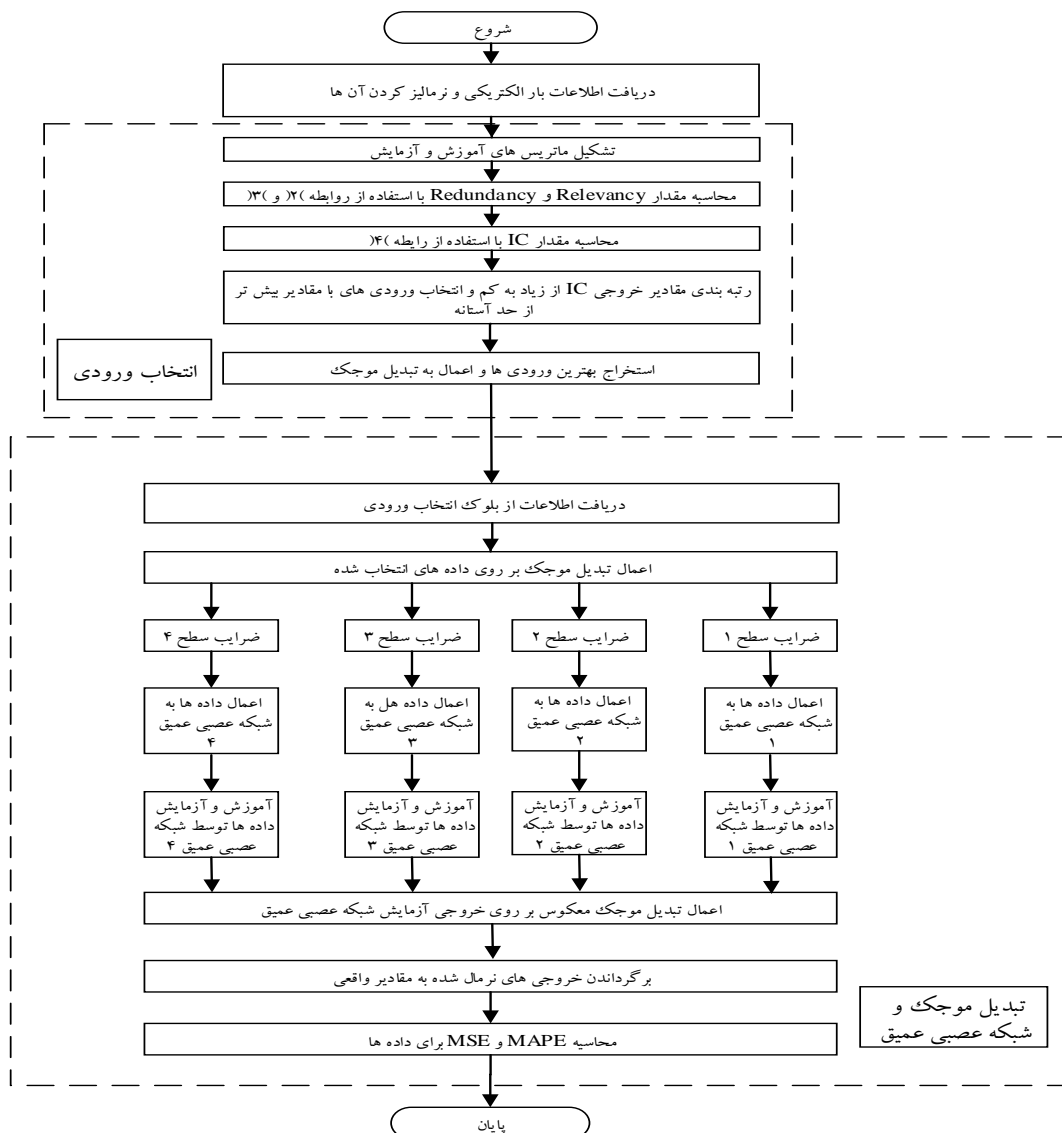 شروع
دریافت اطلاعات بار الکتریکی و نرمالیز کردن آن ها
تشکیل ماتریس های آموزش و آزمایش
محاسبه مقدار Relevancy و Redundancy با استفاده از روابطه )۲( و )۳(
محاسبه مقدار IC با استفاده از رابطه )۴(
رتبه بندی مقادیر خروجی IC از زیاد به کم و انتخاب ورودی های با مقادیر بیش تر
از حد آستانه
استخراج بهترین ورودی ها و اعمال به تبدیل موجک
انتخاب ورودی
دریافت اطلاعات از بلوک انتخاب ورودی
اعمال تبدیل موجک بر روی داده های انتخاب شده
ضرایب سطح ۱
ضرایب سطح ۲
ضرایب سطح ۳
ضرایب سطح ۴
اعمال داده ها به
شبکه عصبی عمیق
۱
اعمال داده ها به
شبکه عصبی عمیق
۲
اعمال داده هل به
شبکه عصبی عمیق
۳
اعمال داده ها به
شبکه عصبی عمیق
۴
آموزش و آزمایش
داده ها توسط شبکه
عصبی عمیق ۱
آموزش و آزمایش
داده ها توسط شبکه
عصبی عمیق ۲
آموزش و آزمایش
داده ها توسط شبکه
عصبی عمیق ۳
آموزش و آزمایش
داده ها توسط شبکه
عصبی عمیق ۴
اعمال تبدیل موجک معکوس بر روی خروجی آزمایش شبکه عصبی عمیق
برگرداندن خروجی های نرمال شده به مقادیر واقعی
محاسبه MAPE و MSE برای داده ها
تبدیل موجک و
شبکه عصبی عمیق
پایان